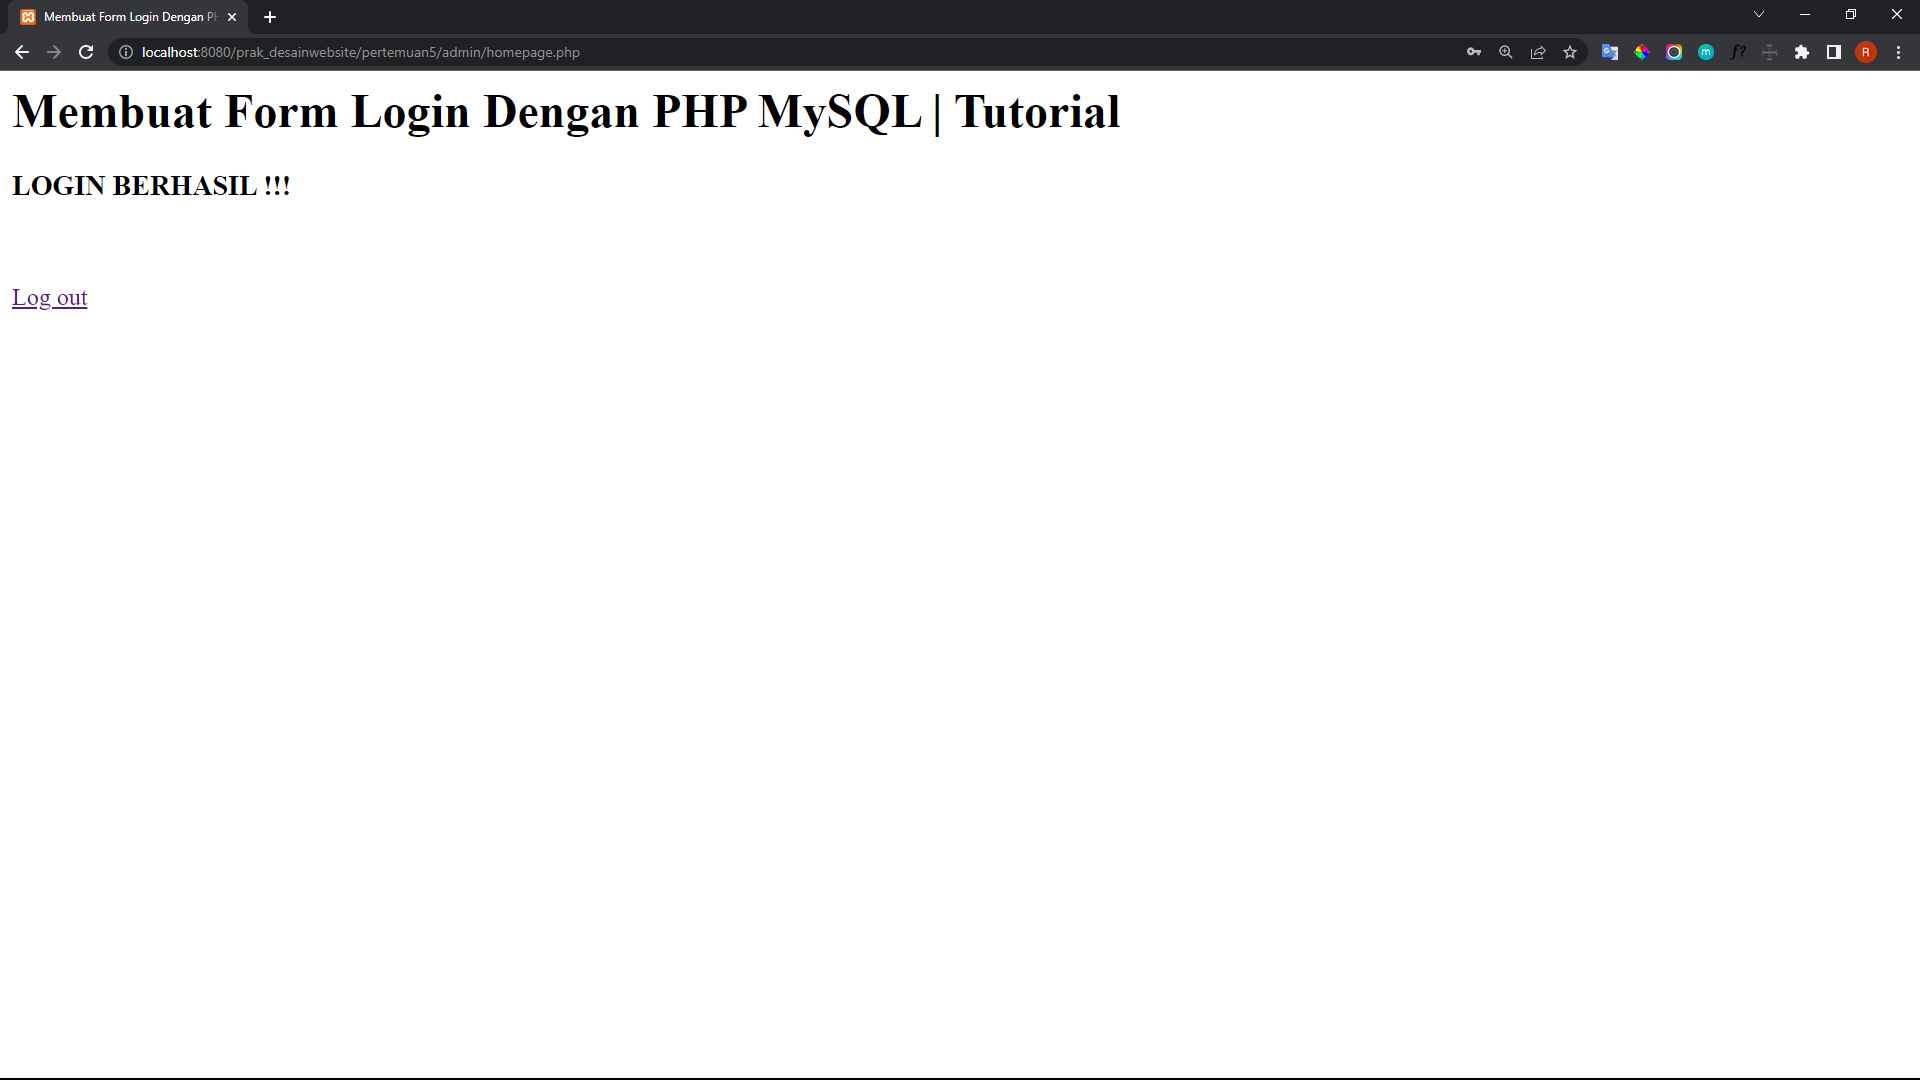 Membuat Form Login Dengan PH
localhost:8080/prak_desainwebsite/pertemuan5/admin/homepage.php
R
Membuat Form Login Dengan PHP MySQL | Tutorial
LOGIN BERHASIL !!!
Log out